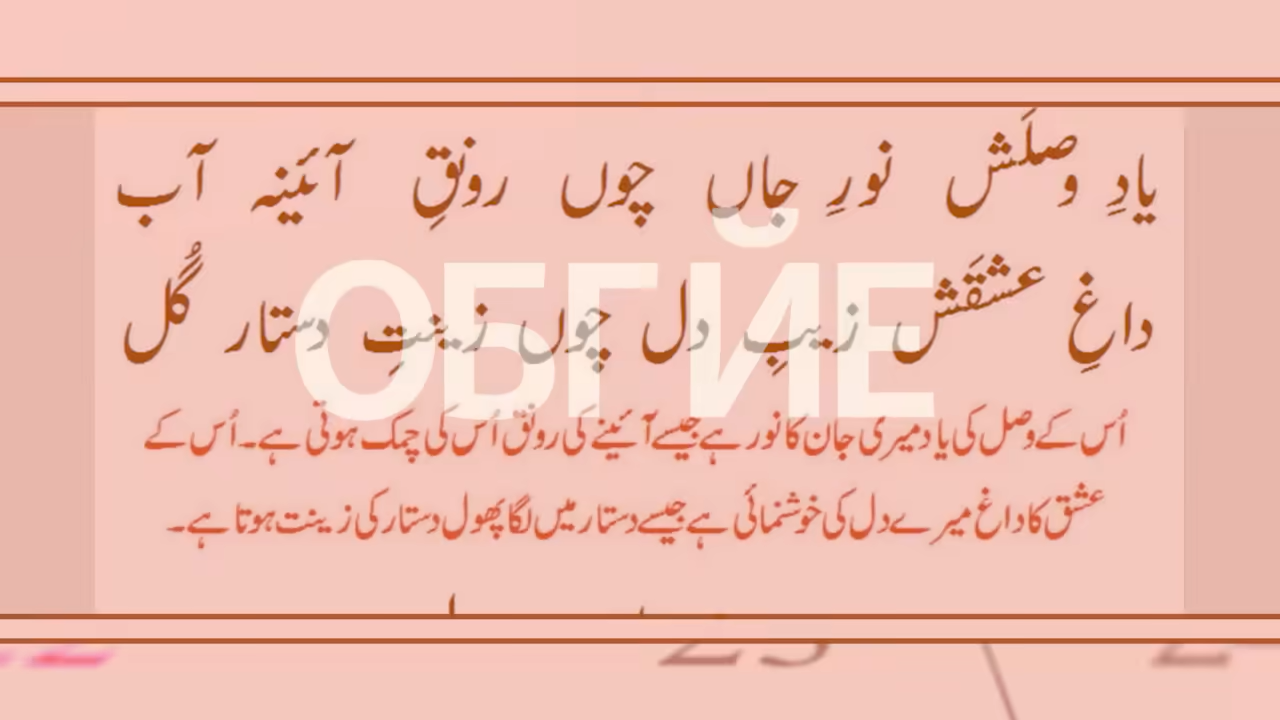 یادِ وصلَش نورِ جاں چوں رونقِ آئینہ آب
داغِ عشقَش زیبِ دل چوں زینتِ دستار گُل
ОБГЙЕ
اُس کے وصل کی یاد میری جان کا نور ہے جیسے آئینے کی رونق اُس کی چمک ہوتی ہے۔ اُس کے
عشق کا داغ میرے دل کی خوشنمائی ہے جیسے دستار میں لگا پھول دستار کی زینت ہوتا ہے۔